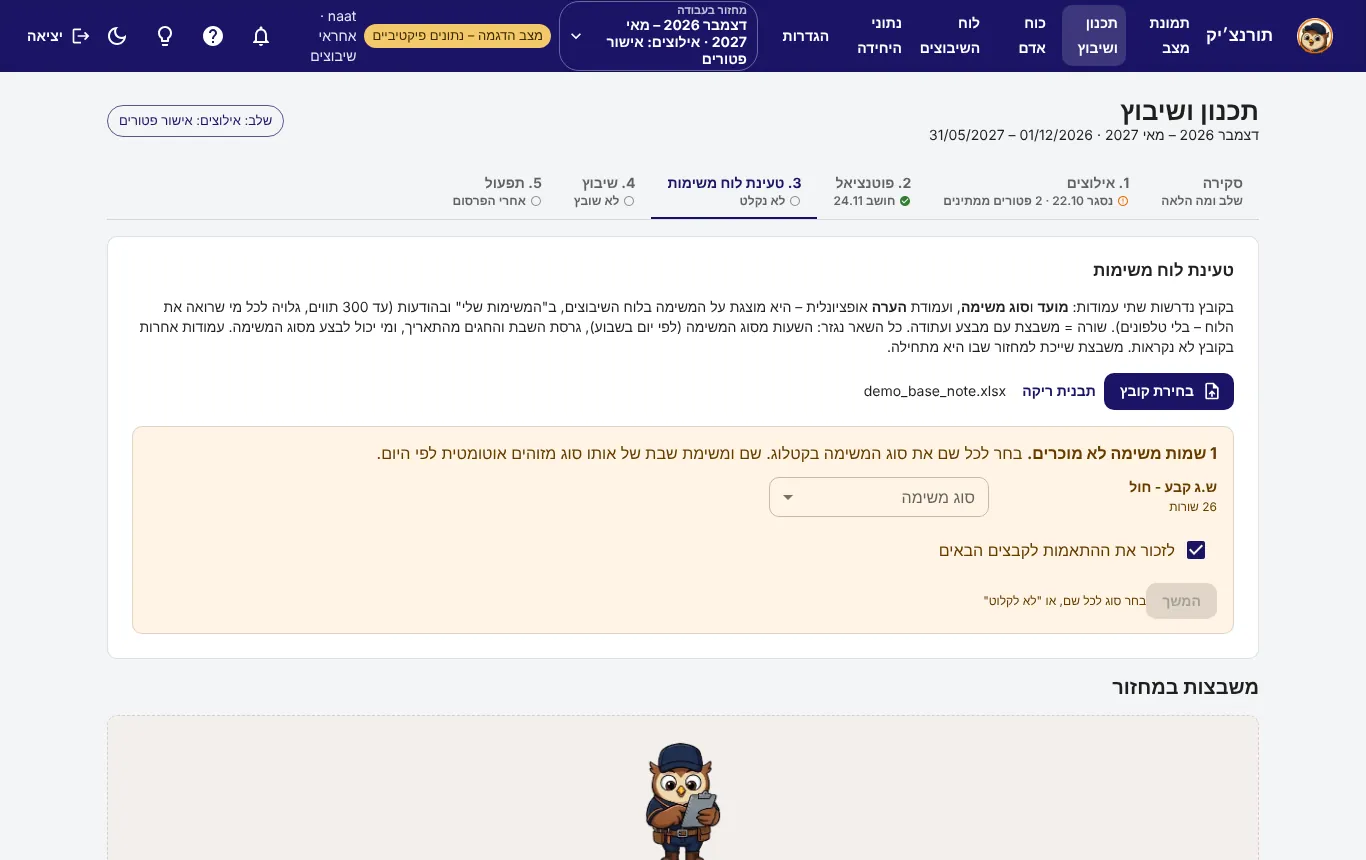 תורנצ׳יק
תמונת מצב
תכנון ושיבוץ
כוח אדם
לוח השיבוצים
נתוני היחידה
הגדרות
מחזור בעבודה
דצמבר 2026 – מאי
2027 · אילוצים: אישור
פטורים
מצב הדגמה – נתונים פיקטיביים
naat ·
אחראי
שיבוצים
יציאה
תכנון ושיבוץ
דצמבר 2026 – מאי 2027 · 01/12/2026 – 31/05/2027
שלב: אילוצים: אישור פטורים
סקירה
שלב ומה הלאה
1. אילוצים
נסגר 22.10 · 2 פטורים ממתינים
2. פוטנציאל
חושב 24.11
3. טעינת לוח משימות
לא נקלט
4. שיבוץ
לא שובץ
5. תפעול
אחרי הפרסום
טעינת לוח משימות
בקובץ נדרשות שתי עמודות: מועד וסוג משימה, ועמודת הערה אופציונלית – היא מוצגת על המשימה בלוח השיבוצים, ב"המשימות שלי" ובהודעות (עד 300 תווים, גלויה לכל מי שרואה את
הלוח – בלי טלפונים). שורה = משבצת עם מבצע ועתודה. כל השאר נגזר: השעות מסוג המשימה (לפי יום בשבוע), גרסת השבת והחגים מהתאריך, ומי יכול לבצע מסוג המשימה. עמודות אחרות
בקובץ לא נקראות. משבצת שייכת למחזור שבו היא מתחילה.
בחירת קובץ
תבנית ריקה
demo_base_note.xlsx
1 שמות משימה לא מוכרים. בחר לכל שם את סוג המשימה בקטלוג. שם ומשימת שבת של אותו סוג מזוהים אוטומטית לפי היום.
ש.ג קבע - חול
26 שורות
סוג משימה
לזכור את ההתאמות לקבצים הבאים
המשך
בחר סוג לכל שם, או "לא לקלוט"
משבצות במחזור